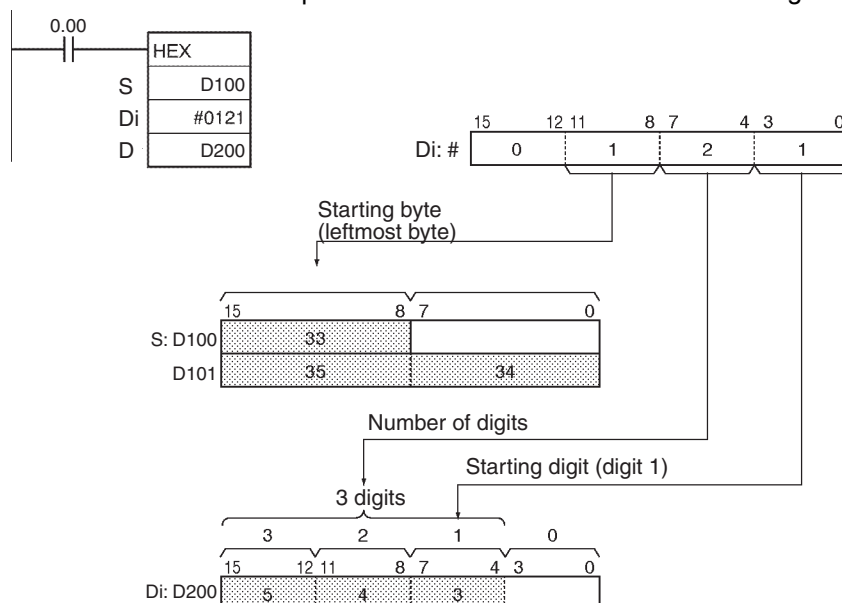 0.00
HEX
S D100
Di #0121
D D200
15 12 11 8 7 4 3 0
Di: # 0 1 2 1
Starting byte
(leftmost byte)
15 8 7 0
S: D100 33
D101 35 34
Number of digits
Starting digit (digit 1)
3 digits
3 2 1 0
15 12 11 8 7 4 3 0
Di: D200 5 4 3